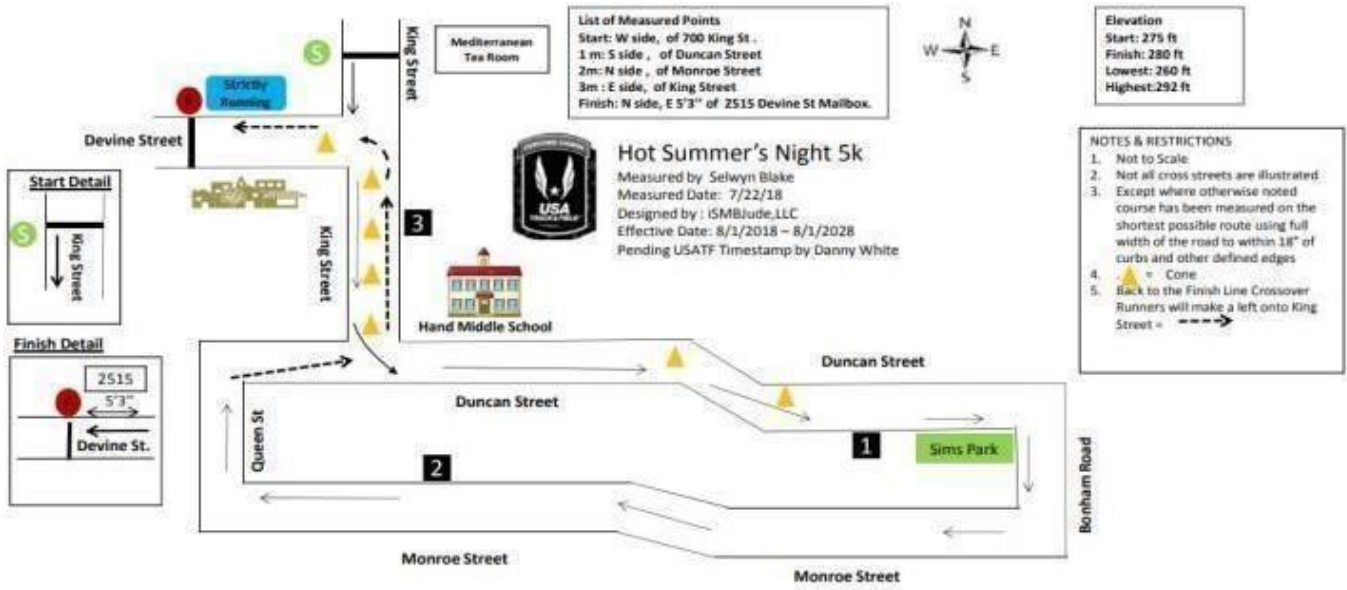 S
King Street
Mediterranean
Tea Room
List of Measured Points
Start: W side, of 700 King St .
1 m: S side , of Duncan Street
2m: N side , of Monroe Street
3m : E side, of King Street
Finish: N side, E 5'3'' of 2515 Devine St Mailbox.
N
W E
S
Elevation
Start: 275 ft
Finish: 280 ft
Lowest: 260 ft
Highest:292 ft
Strictly
Running
Devine Street
Start Detail
S
King Street
USA
TRACK&FIELD
Hot Summer's Night 5k
Measured by Selwyn Blake
Measured Date: 7/22/18
Designed by : iSMBJude,LLC
Effective Date: 8/1/2018 – 8/1/2028
Pending USATF Timestamp by Danny White
NOTES & RESTRICTIONS
1. Not to Scale
2. Not all cross streets are illustrated
3. Except where otherwise noted
course has been measured on the
shortest possible route using full
width of the road to within 18" of
curbs and other defined edges
4. = Cone
5. Back to the Finish Line Crossover
Runners will make a left onto King
Street =
3
King Street
Hand Middle School
Finish Detail
2515
5'3''
Devine St.
Duncan Street
Duncan Street
Queen St
1
Sims Park
2
Bonham Road
Monroe Street
Monroe Street